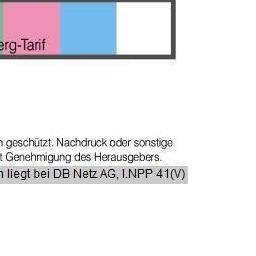 erg-Tarif
n geschützt. Nachdruck oder sonstige
t Genehmigung des Herausgebers.
n liegt bei DB Netz AG, I.NPP 41(V)